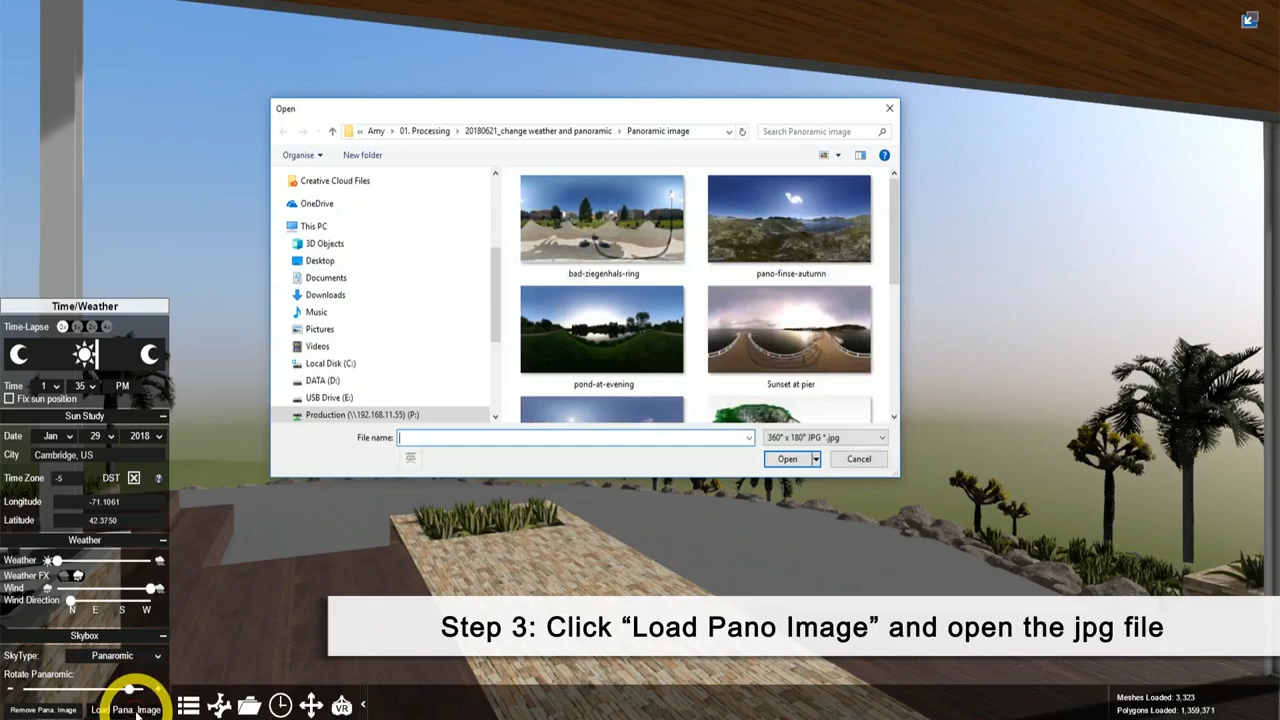 Open
« Amy > 01. Processing > 20180621_change weather and panoramic > Panoramic image
Search Panoramic image
Organise
New folder
Creative Cloud Files
OneDrive
This PC
3D Objects
Desktop
Documents
Downloads
Music
Pictures
Videos
Local Disk (C:)
DATA (D:)
USB Drive (E:)
Production (\\192.168.11.55) (P:)
bad-ziegenhals-ring
pano-finse-autumn
pond-at-evening
Sunset at pier
File name:
360° x 180° JPG *.jpg
英
Open
Cancel
Time/Weather
Time-Lapse
Time 1 35 PM
Fix sun position
Sun Study
Date Jan 29 2018
City Cambridge, US
Time Zone -5 DST ?
Longitude -71.1061
Latitude 42.3750
Weather
Weather
Weather FX
Wind
Wind Direction
N E S W
Skybox
SkyType: Panaromic
Rotate Panaromic:
- +
Remove Pana. Image
Load Pana. Image
VR
Step 3: Click “Load Pano Image” and open the jpg file
Meshes Loaded: 3,323
Polygons Loaded: 1,359,371